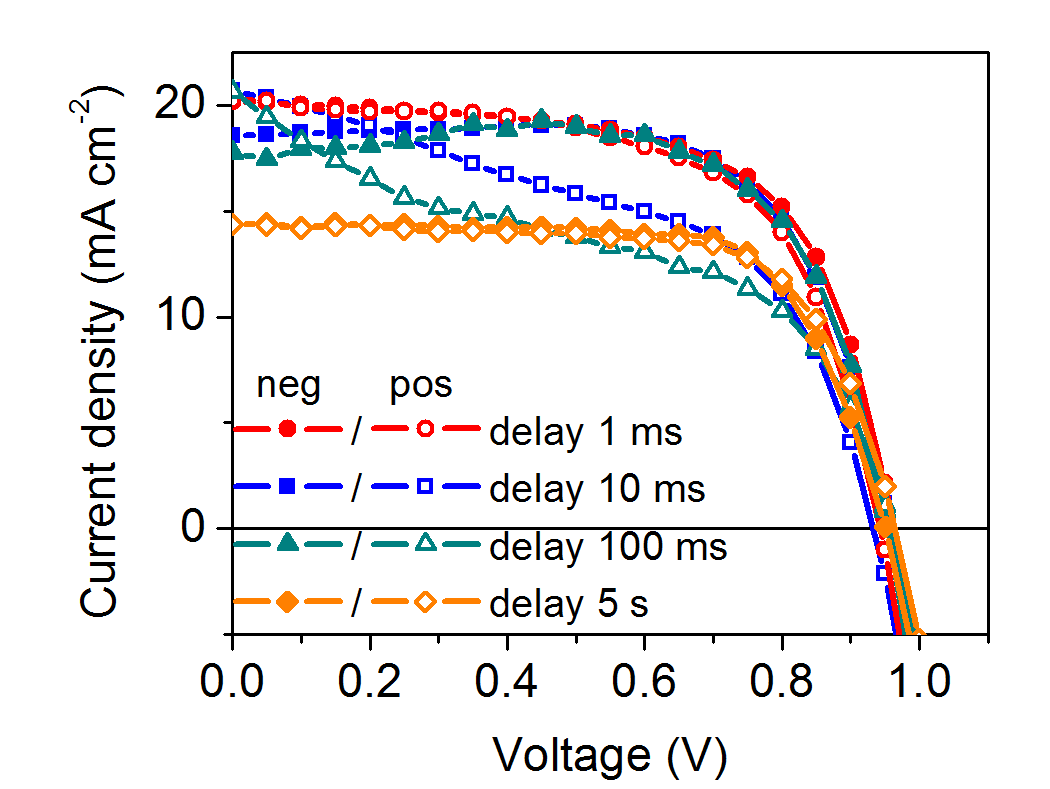 Current density (mA cm-2)
20
10
0
neg pos
/ delay 1 ms
/ delay 10 ms
/ delay 100 ms
/ delay 5 s
0.0 0.2 0.4 0.6 0.8 1.0
Voltage (V)